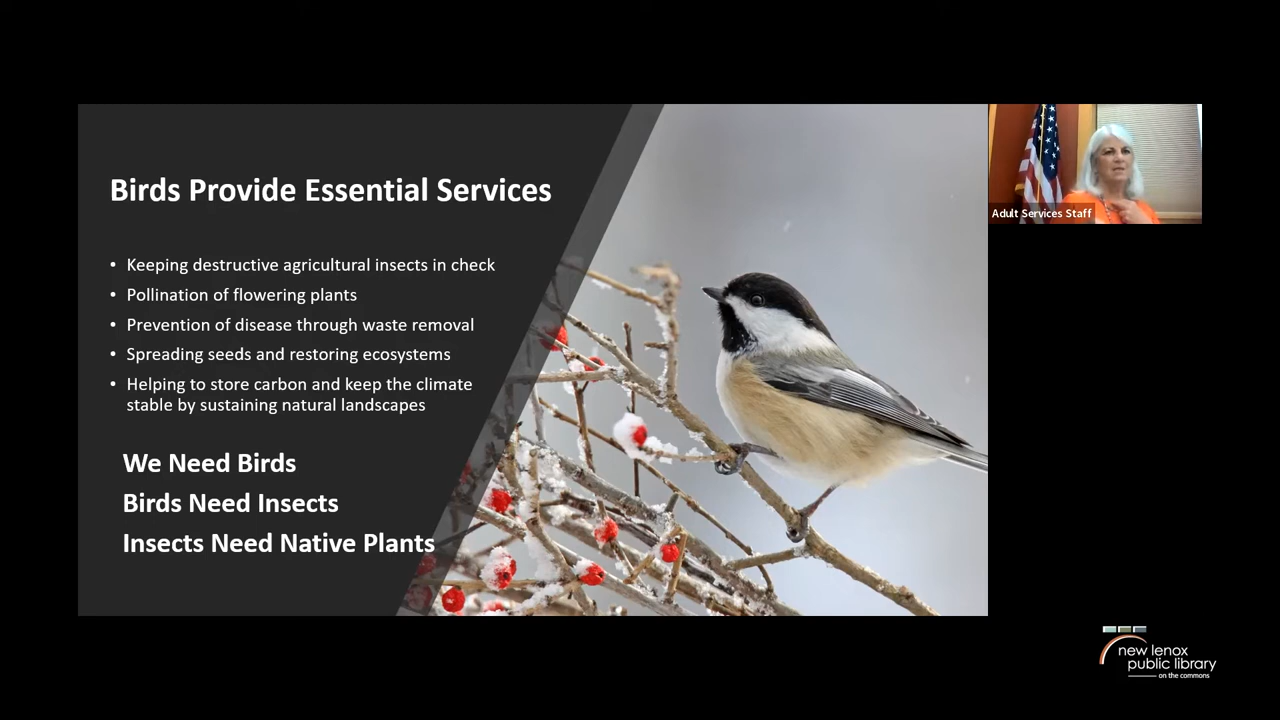 Birds Provide Essential Services
• Keeping destructive agricultural insects in check
• Pollination of flowering plants
• Prevention of disease through waste removal
• Spreading seeds and restoring ecosystems
• Helping to store carbon and keep the climate
stable by sustaining natural landscapes
We Need Birds
Birds Need Insects
Insects Need Native Plants
Adult Services Staff
new lenox
public library
on the commons